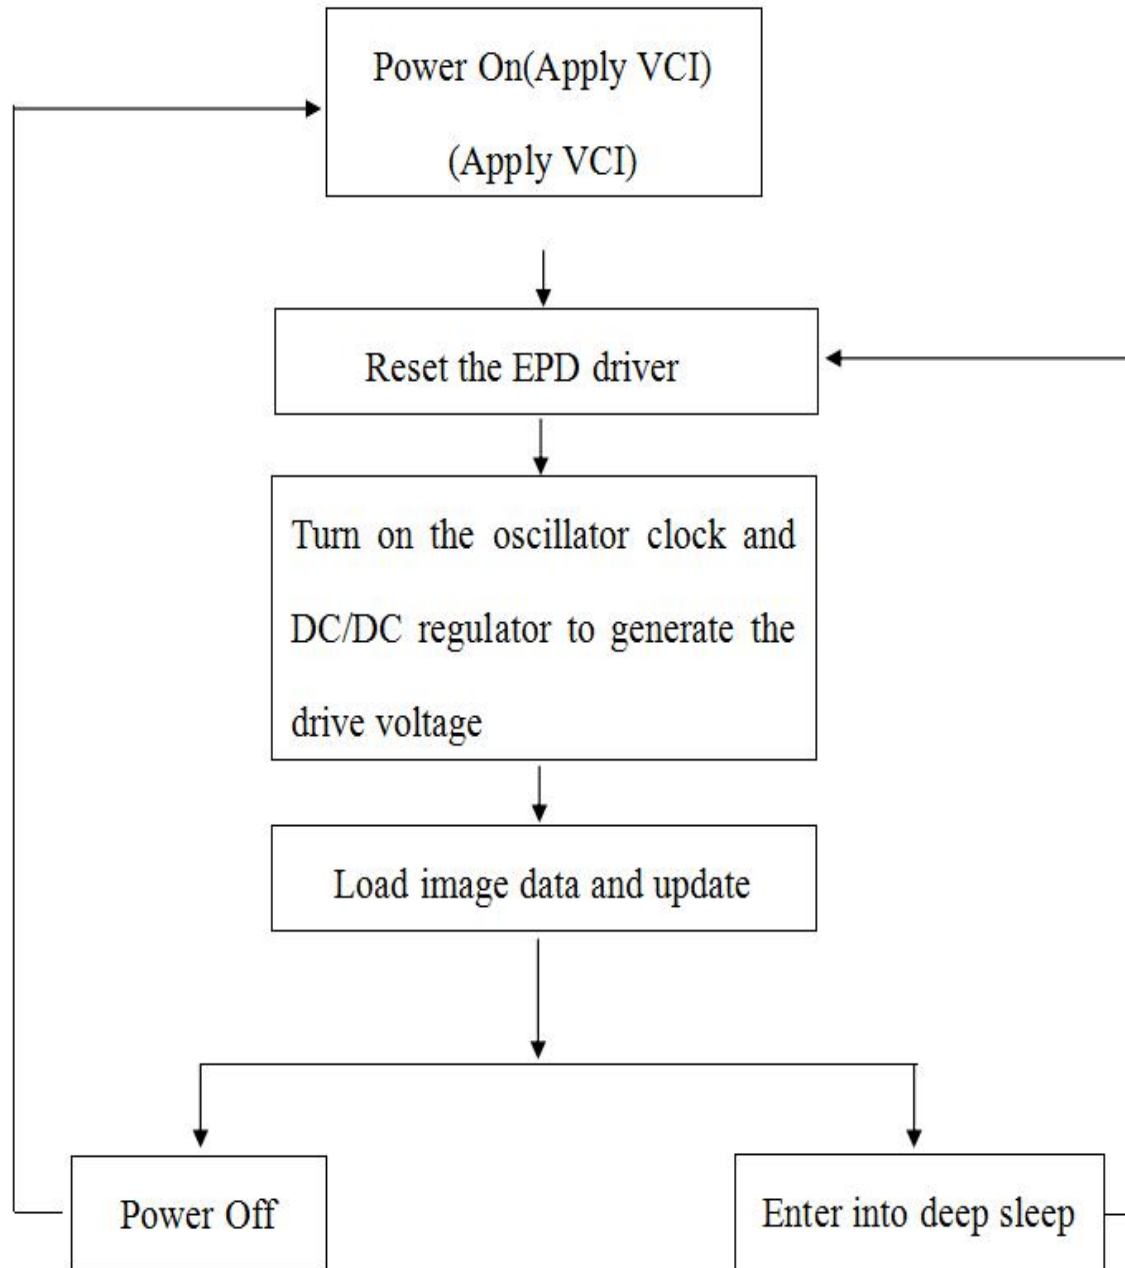 Power On(Apply VCI)
(Apply VCI)
Reset the EPD driver
Turn on the oscillator clock and
DC/DC regulator to generate the
drive voltage
Load image data and update
Power Off
Enter into deep sleep